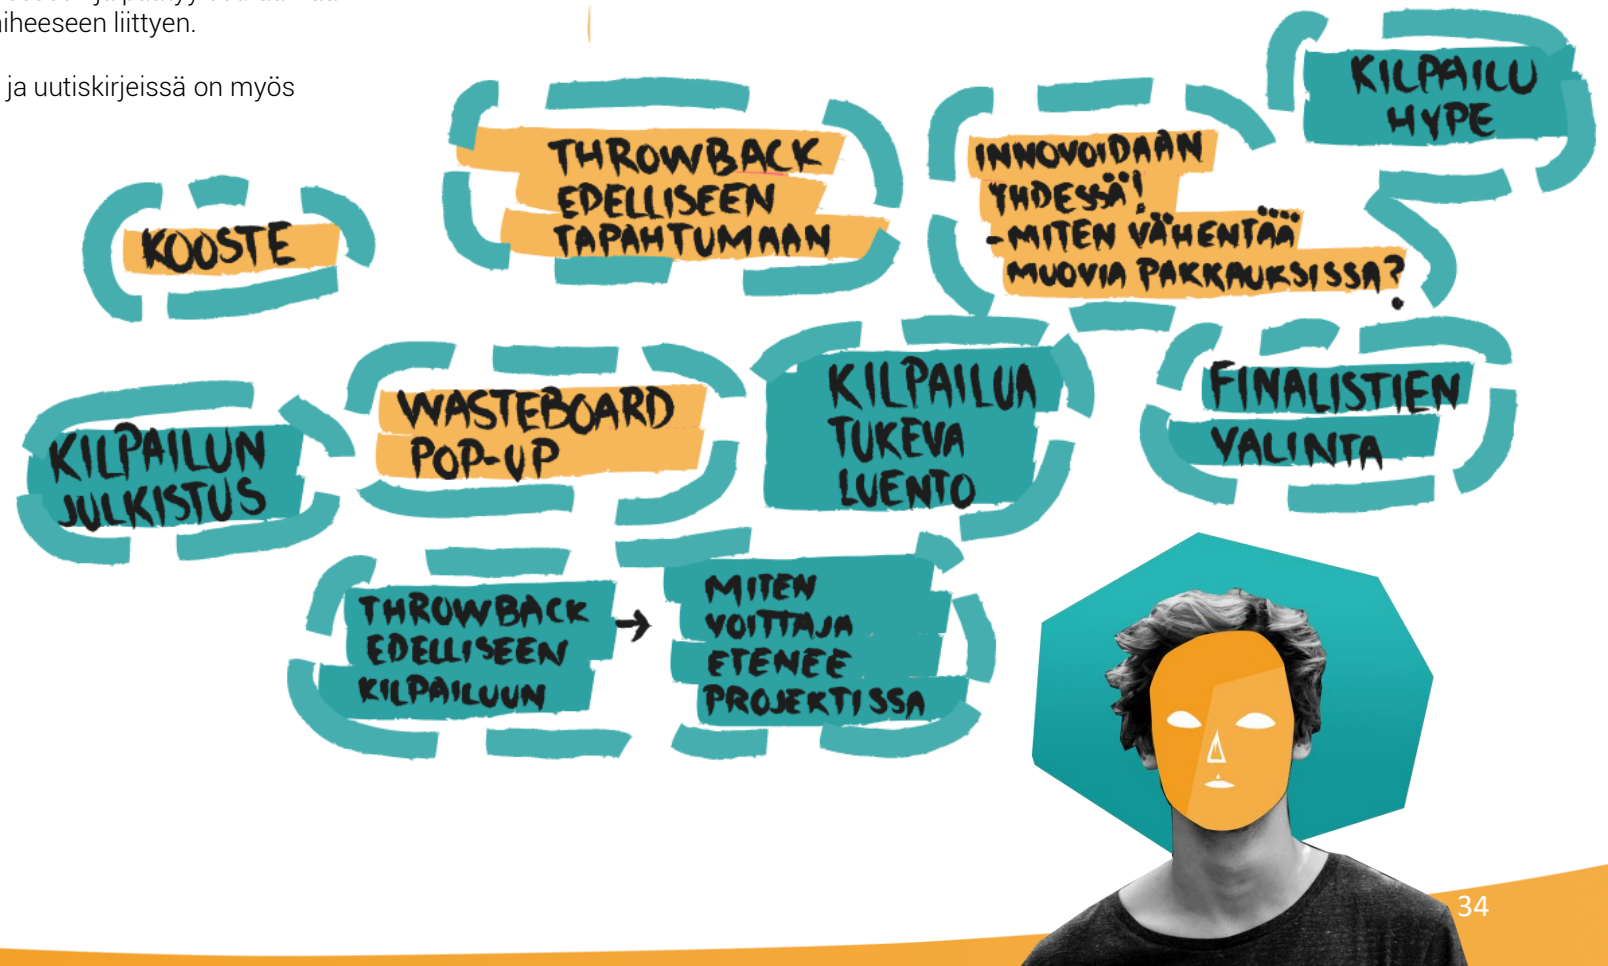 aiheeseen liittyen.
ja uutiskirjeissä on myös
KILPAILU
HYPE
THROWBACK
EDELLISEEN
TAPAHTUMAAN
INNOVOIDAAN
YHDESSÄ!
-MITEN VÄHENTÄÄ
MUOVIA PAKKAUKSISSA?
KOOSTE
KILPAILUN
JULKISTUS
WASTEBOARD
POP-UP
KILPAILUA
TUKEVA
LUENTO
FINALISTIEN
VALINTA
THROWBACK
EDELLISEEN
KILPAILUUN
→
MITEN
VOITTAJA
ETENEE
PROJEKTISSA
34